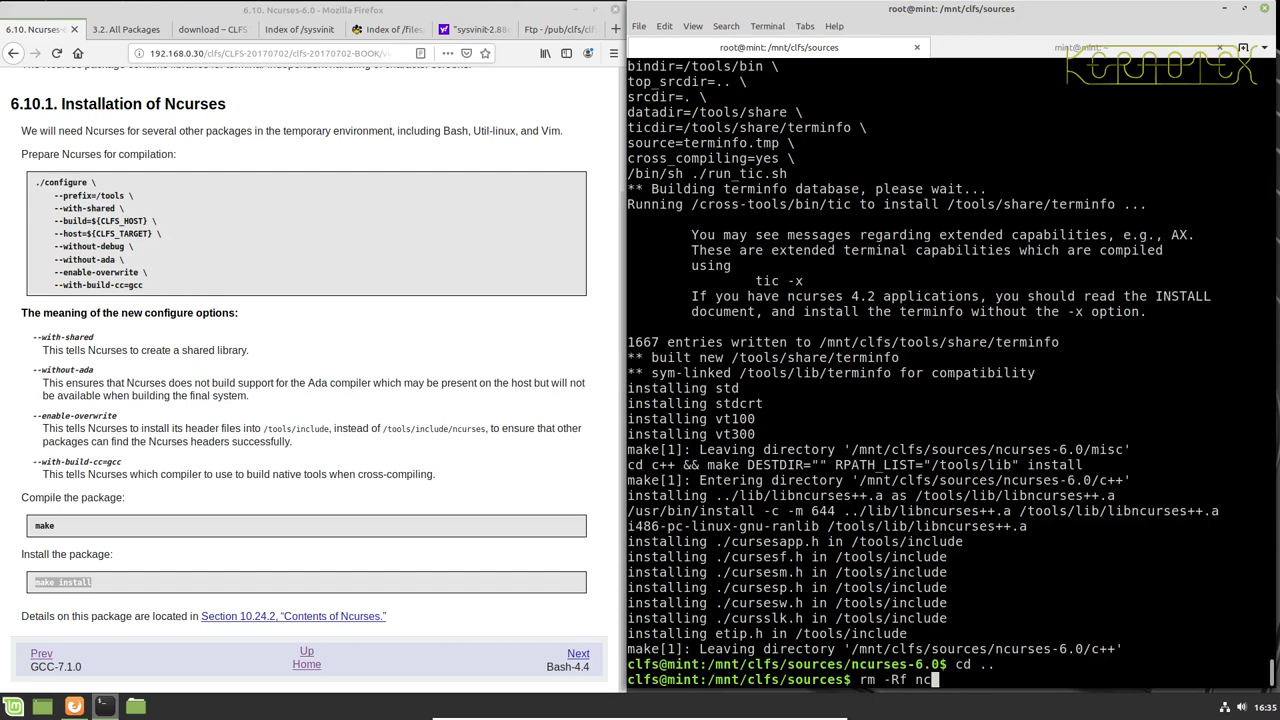 6.10. Ncurses-6.0 - Mozilla Firefox
6.10. Ncurses-
3.2. All Packages
download – CLFS
Index of /sysvinit
Index of /files
"sysvinit-2.88
Ftp - /pub/clfs/
192.168.0.30/clfs/CLFS-20170702/clfs-20170702-BOOK/
6.10.1. Installation of Ncurses
We will need Ncurses for several other packages in the temporary environment, including Bash, Util-linux, and Vim.
Prepare Ncurses for compilation:
./configure \
--prefix=/tools \
--with-shared \
--build=${CLFS_HOST} \
--host=${CLFS_TARGET} \
--without-debug \
--without-ada \
--enable-overwrite \
--with-build-cc=gcc
The meaning of the new configure options:
--with-shared
This tells Ncurses to create a shared library.
--without-ada
This ensures that Ncurses does not build support for the Ada compiler which may be present on the host but will not
be available when building the final system.
--enable-overwrite
This tells Ncurses to install its header files into /tools/include, instead of /tools/include/ncurses, to ensure that other
packages can find the Ncurses headers successfully.
--with-build-cc=gcc
This tells Ncurses which compiler to use to build native tools when cross-compiling.
Compile the package:
make
Install the package:
make install
Details on this package are located in Section 10.24.2, “Contents of Ncurses.”
Prev
Up
Next
GCC-7.1.0
Home
Bash-4.4
root@mint: /mnt/clfs/sources
File Edit View Search Terminal Tabs Help
root@mint: /mnt/clfs/sources
mint@mint: ~
KERNOTEX
bindir=/tools/bin \
top_srcdir=.. \
srcdir=. \
datadir=/tools/share \
ticdir=/tools/share/terminfo \
source=terminfo.tmp \
cross_compiling=yes \
/bin/sh ./run_tic.sh
** Building terminfo database, please wait...
Running /cross-tools/bin/tic to install /tools/share/terminfo ...
You may see messages regarding extended capabilities, e.g., AX.
These are extended terminal capabilities which are compiled
using
tic -x
If you have ncurses 4.2 applications, you should read the INSTALL
document, and install the terminfo without the -x option.
1667 entries written to /mnt/clfs/tools/share/terminfo
** built new /tools/share/terminfo
** sym-linked /tools/lib/terminfo for compatibility
installing std
installing stdcrt
installing vt100
installing vt300
make[1]: Leaving directory '/mnt/clfs/sources/ncurses-6.0/misc'
cd c++ && make DESTDIR="" RPATH_LIST="/tools/lib" install
make[1]: Entering directory '/mnt/clfs/sources/ncurses-6.0/c++'
installing ../lib/libncurses++.a as /tools/lib/libncurses++.a
/usr/bin/install -c -m 644 ../lib/libncurses++.a /tools/lib/libncurses++.a
i486-pc-linux-gnu-ranlib /tools/lib/libncurses++.a
installing ./cursesapp.h in /tools/include
installing ./cursesf.h in /tools/include
installing ./cursesm.h in /tools/include
installing ./cursesp.h in /tools/include
installing ./cursesw.h in /tools/include
installing ./cursslk.h in /tools/include
installing etip.h in /tools/include
make[1]: Leaving directory '/mnt/clfs/sources/ncurses-6.0/c++'
clfs@mint:/mnt/clfs/sources/ncurses-6.0$ cd ..
clfs@mint:/mnt/clfs/sources$ rm -Rf nc
16:35